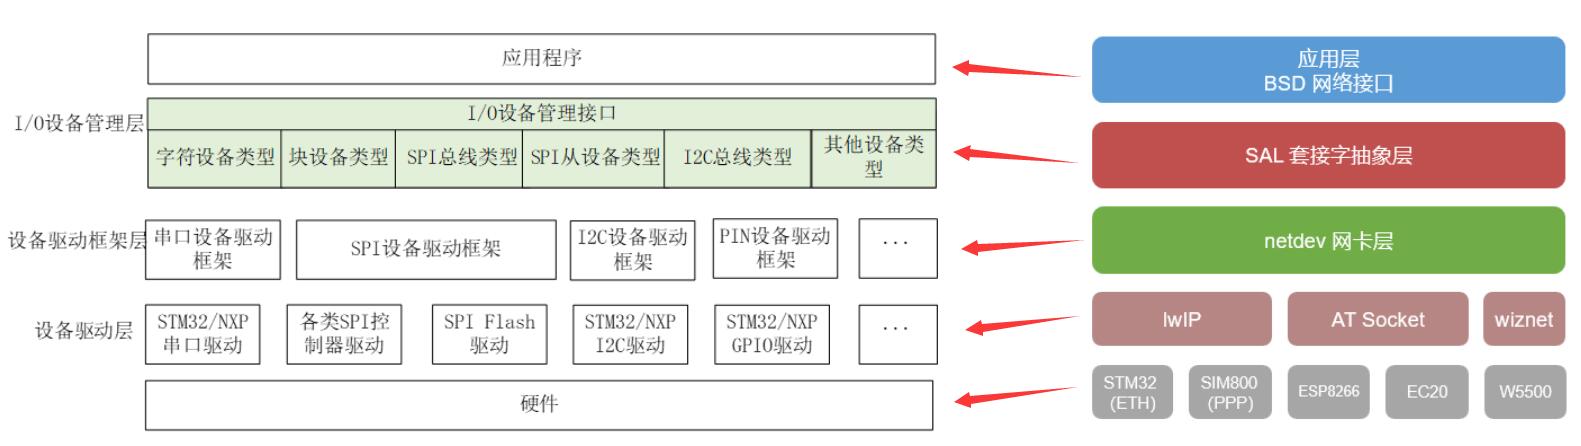 应用程序
I/O设备管理层
I/O设备管理接口
字符设备类型
块设备类型
SPI总线类型
SPI从设备类型
I2C总线类型
其他设备类
型
设备驱动框架层
串口设备驱动
框架
SPI设备驱动框架
I2C设备驱动
框架
PIN设备驱动
框架
...
设备驱动层
STM32/NXP
串口驱动
各类SPI控
制器驱动
SPI Flash
驱动
STM32/NXP
I2C驱动
STM32/NXP
GPIO驱动
...
硬件
应用层
BSD 网络接口
SAL 套接字抽象层
netdev 网卡层
lwIP
AT Socket
wiznet
STM32
(ETH)
SIM800
(PPP)
ESP8266
EC20
W5500